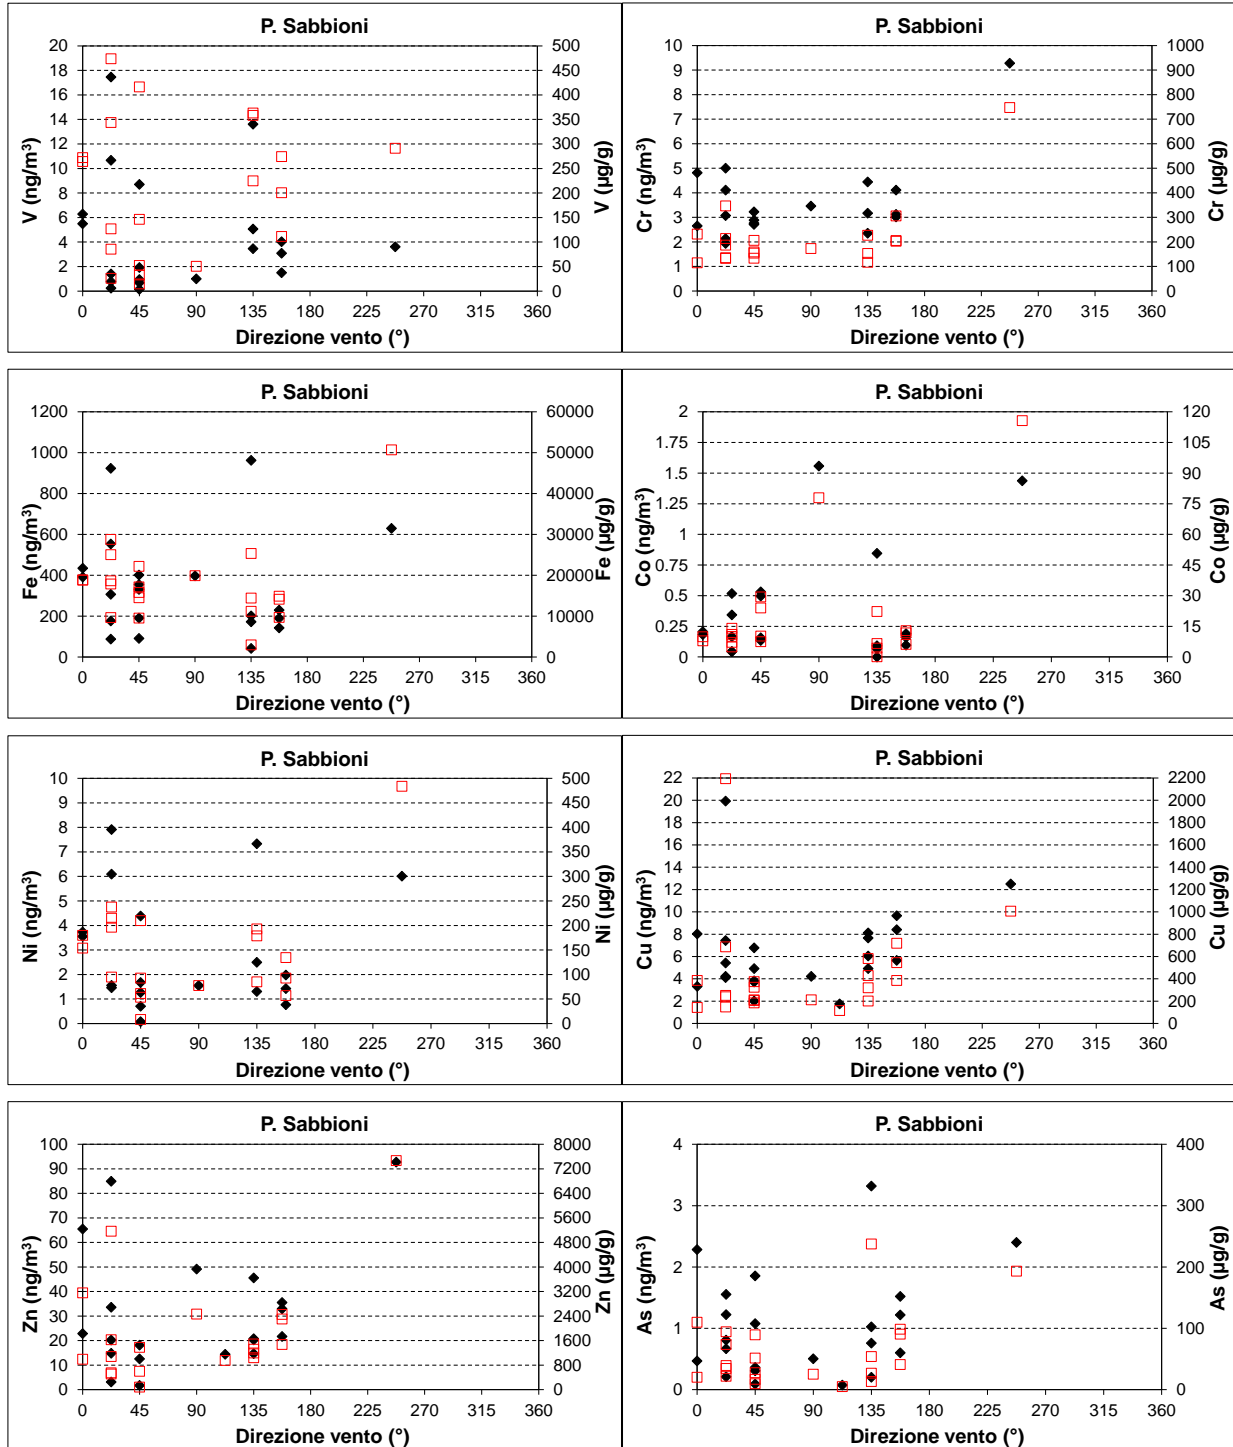 P. Sabbioni
20 18 16 14 12 10 8 6 4 2 0
V (ng/m³)
500 450 400 350 300 250 200 150 100 50 0
V (µg/g)
0 45 90 135 180 225 270 315 360
Direzione vento (°)
P. Sabbioni
10 9 8 7 6 5 4 3 2 1 0
Cr (ng/m³)
1000 900 800 700 600 500 400 300 200 100 0
Cr (µg/g)
0 45 90 135 180 225 270 315 360
Direzione vento (°)
P. Sabbioni
1200 1000 800 600 400 200 0
Fe (ng/m³)
60000 50000 40000 30000 20000 10000 0
Fe (µg/g)
0 45 90 135 180 225 270 315 360
Direzione vento (°)
P. Sabbioni
2 1.75 1.5 1.25 1 0.75 0.5 0.25 0
Co (ng/m³)
120 105 90 75 60 45 30 15 0
Co (µg/g)
0 45 90 135 180 225 270 315 360
Direzione vento (°)
P. Sabbioni
10 9 8 7 6 5 4 3 2 1 0
Ni (ng/m³)
500 450 400 350 300 250 200 150 100 50 0
Ni (µg/g)
0 45 90 135 180 225 270 315 360
Direzione vento (°)
P. Sabbioni
22 20 18 16 14 12 10 8 6 4 2 0
Cu (ng/m³)
2200 2000 1800 1600 1400 1200 1000 800 600 400 200 0
Cu (µg/g)
0 45 90 135 180 225 270 315 360
Direzione vento (°)
P. Sabbioni
100 90 80 70 60 50 40 30 20 10 0
Zn (ng/m³)
8000 7200 6400 5600 4800 4000 3200 2400 1600 800 0
Zn (µg/g)
0 45 90 135 180 225 270 315 360
Direzione vento (°)
P. Sabbioni
4 3 2 1 0
As (ng/m³)
400 300 200 100 0
As (µg/g)
0 45 90 135 180 225 270 315 360
Direzione vento (°)